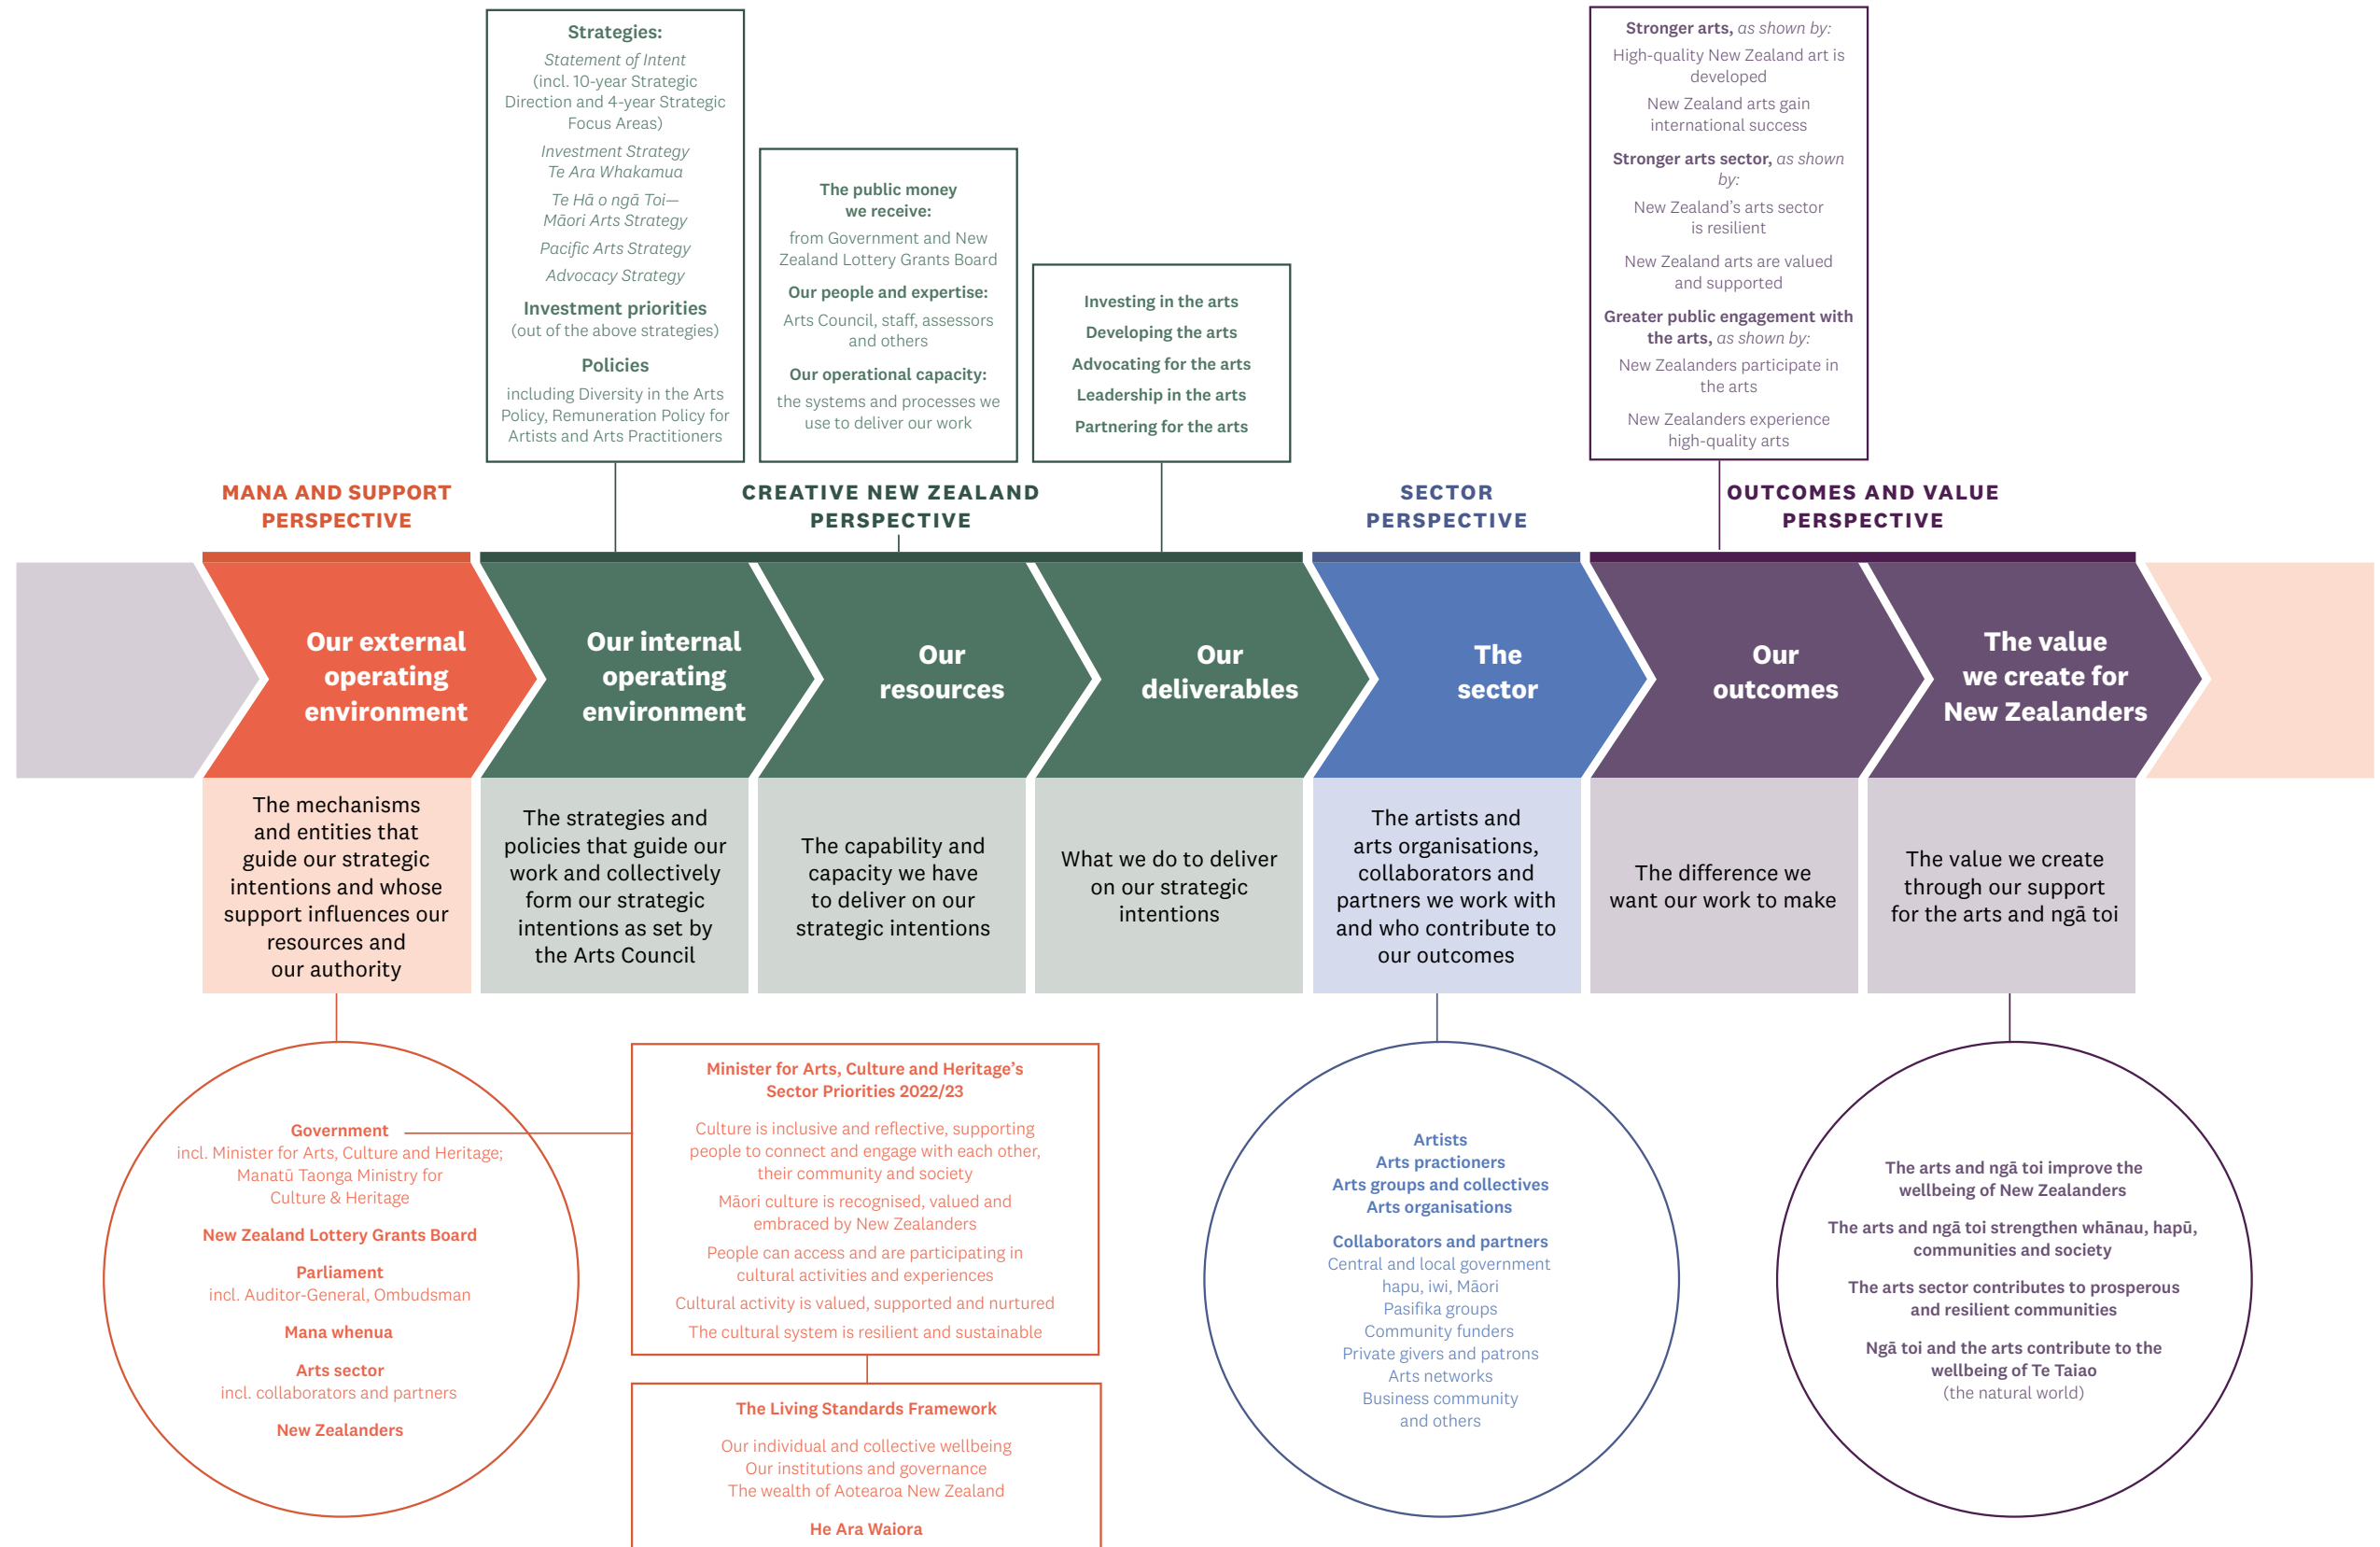 Strategies:
Statement of Intent
(incl. 10-year Strategic
Direction and 4-year Strategic
Focus Areas)
Investment Strategy
Te Ara Whakamua
Te Hā o ngā Toi—
Māori Arts Strategy
Pacific Arts Strategy
Advocacy Strategy
Investment priorities
(out of the above strategies)
Policies
including Diversity in the Arts
Policy, Remuneration Policy for
Artists and Arts Practitioners
The public money
we receive:
from Government and New
Zealand Lottery Grants Board
Our people and expertise:
Arts Council, staff, assessors
and others
Our operational capacity:
the systems and processes we
use to deliver our work
Investing in the arts
Developing the arts
Advocating for the arts
Leadership in the arts
Partnering for the arts
Stronger arts, as shown by:
High-quality New Zealand art is
developed
New Zealand arts gain
international success
Stronger arts sector, as shown
by:
New Zealand’s arts sector
is resilient
New Zealand arts are valued
and supported
Greater public engagement with
the arts, as shown by:
New Zealanders participate in
the arts
New Zealanders experience
high-quality arts
MANA AND SUPPORT
PERSPECTIVE
CREATIVE NEW ZEALAND
PERSPECTIVE
SECTOR
PERSPECTIVE
OUTCOMES AND VALUE
PERSPECTIVE
Our external
operating
environment
Our internal
operating
environment
Our
resources
Our
deliverables
The
sector
Our
outcomes
The value
we create for
New Zealanders
The mechanisms
and entities that
guide our strategic
intentions and whose
support influences our
resources and
our authority
The strategies and
policies that guide our
work and collectively
form our strategic
intentions as set by
the Arts Council
The capability and
capacity we have
to deliver on our
strategic intentions
What we do to deliver
on our strategic
intentions
The artists and
arts organisations,
collaborators and
partners we work with
and who contribute to
our outcomes
The difference we
want our work to make
The value we create
through our support
for the arts and ngā toi
Government
incl. Minister for Arts, Culture and Heritage;
Manatū Taonga Ministry for
Culture & Heritage
New Zealand Lottery Grants Board
Parliament
incl. Auditor-General, Ombudsman
Mana whenua
Arts sector
incl. collaborators and partners
New Zealanders
Minister for Arts, Culture and Heritage’s
Sector Priorities 2022/23
Culture is inclusive and reflective, supporting
people to connect and engage with each other,
their community and society
Māori culture is recognised, valued and
embraced by New Zealanders
People can access and are participating in
cultural activities and experiences
Cultural activity is valued, supported and nurtured
The cultural system is resilient and sustainable
The Living Standards Framework
Our individual and collective wellbeing
Our institutions and governance
The wealth of Aotearoa New Zealand
He Ara Waiora
Artists
Arts practioners
Arts groups and collectives
Arts organisations
Collaborators and partners
Central and local government
hapu, iwi, Māori
Pasifika groups
Community funders
Private givers and patrons
Arts networks
Business community
and others
The arts and ngā toi improve the
wellbeing of New Zealanders
The arts and ngā toi strengthen whānau, hapū,
communities and society
The arts sector contributes to prosperous
and resilient communities
Ngā toi and the arts contribute to the
wellbeing of Te Taiao
(the natural world)